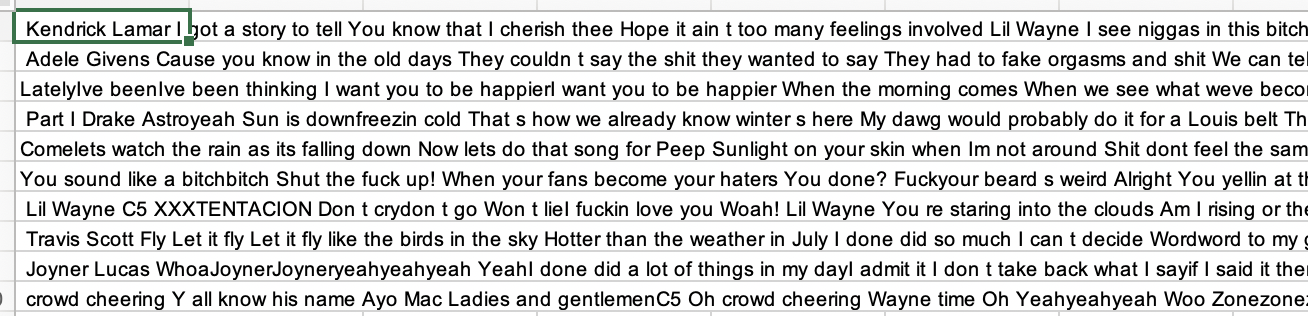 Kendrick Lamar I got a story to tell You know that I cherish thee Hope it ain t too many feelings involved Lil Wayne I see niggas in this bitch
Adele Givens Cause you know in the old days They couldn t say the shit they wanted to say They had to fake orgasms and shit We can tel
LatelyIve beenIve been thinking I want you to be happierI want you to be happier When the morning comes When we see what weve beco
Part I Drake Astroyeah Sun is downfreezin cold That s how we already know winter s here My dawg would probably do it for a Louis belt Th
Comelets watch the rain as its falling down Now lets do that song for Peep Sunlight on your skin when Im not around Shit dont feel the sam
You sound like a bitchbitch Shut the fuck up! When your fans become your haters You done? Fuckyour beard s weird Alright You yellin at th
Lil Wayne C5 XXXTENTACION Don t crydon t go Won t lieI fuckin love you Woah! Lil Wayne You re staring into the clouds Am I rising or the
Travis Scott Fly Let it fly Let it fly like the birds in the sky Hotter than the weather in July I done did so much I can t decide Wordword to my g
Joyner Lucas WhoaJoynerJoyneryeahyeahyeah YeahI done did a lot of things in my dayI admit it I don t take back what I sayif I said it then
crowd cheering Y all know his name Ayo Mac Ladies and gentlemenC5 Oh crowd cheering Wayne time Oh Yeahyeahyeah Woo Zonezone